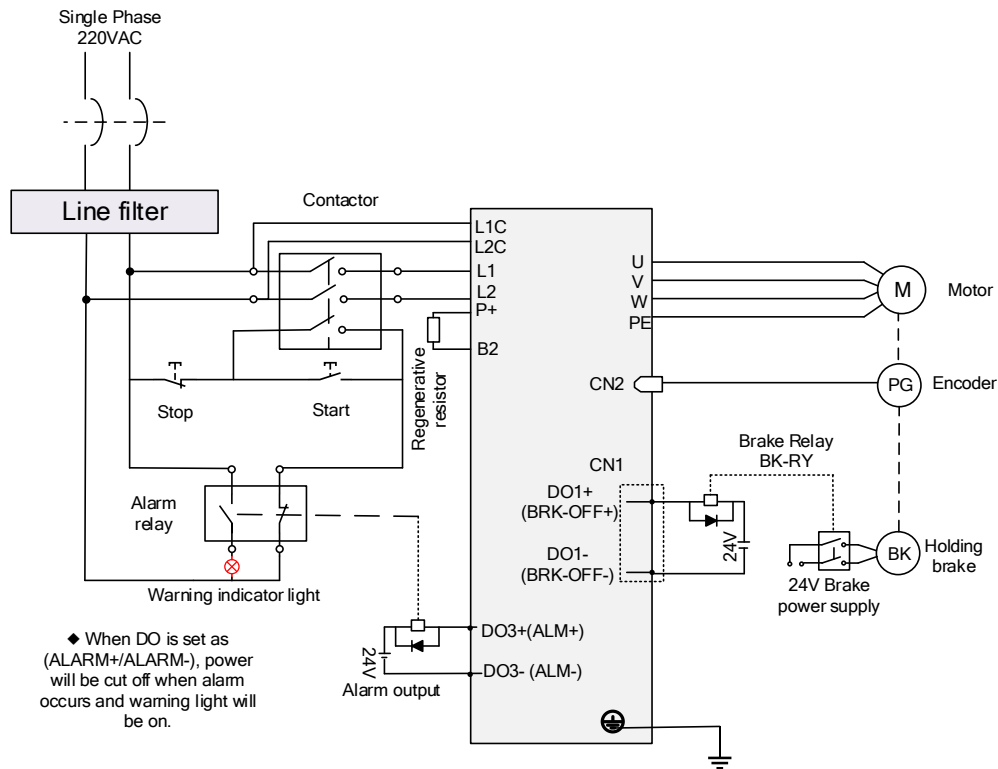 Single Phase
220VAC
Line filter
Contactor
L1C
L2C
L1
L2
P+
B2
Regenerative
resistor
Stop
Start
Alarm
relay
Warning indicator light
◆ When DO is set as
(ALARM+/ALARM-), power
will be cut off when alarm
occurs and warning light will
be on.
24V
Alarm output
DO3+(ALM+)
DO3- (ALM-)
U
V
W
PE
M
Motor
CN2
PG
Encoder
CN1
DO1+
(BRK-OFF+)
DO1-
(BRK-OFF-)
Brake Relay
BK-RY
24V
24V Brake
power supply
BK
Holding
brake